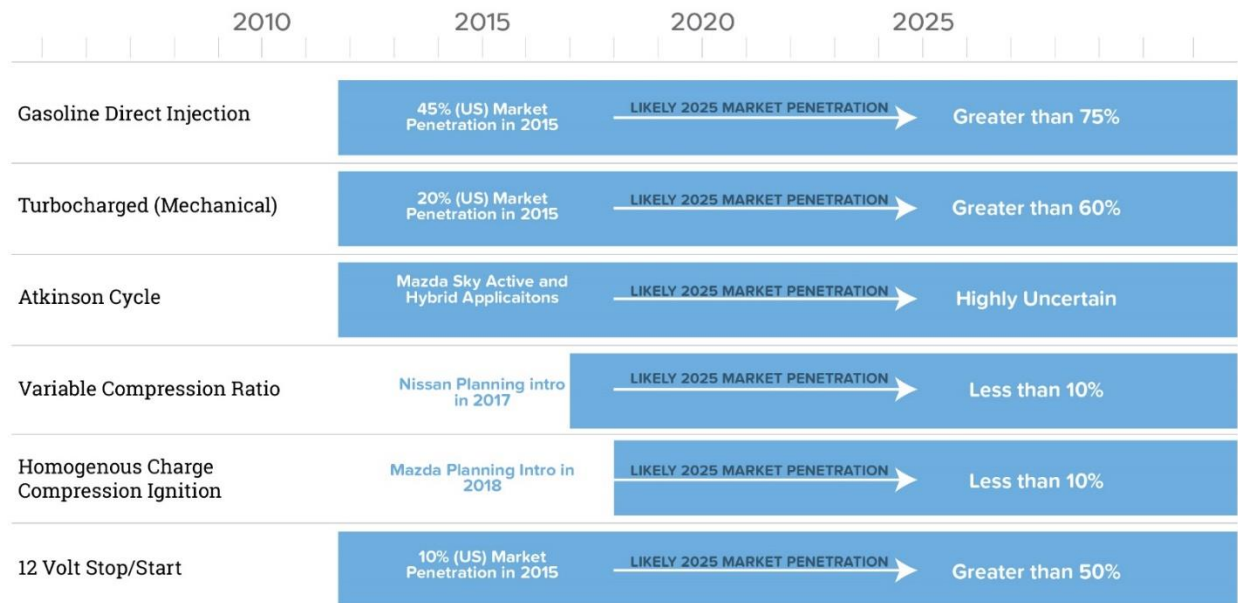 2010 2015 2020 2025
Gasoline Direct Injection
45% (US) Market
Penetration in 2015
LIKELY 2025 MARKET PENETRATION
Greater than 75%
Turbocharged (Mechanical)
20% (US) Market
Penetration in 2015
LIKELY 2025 MARKET PENETRATION
Greater than 60%
Atkinson Cycle
Mazda Sky Active and
Hybrid Applicaitons
LIKELY 2025 MARKET PENETRATION
Highly Uncertain
Variable Compression Ratio
Nissan Planning intro
in 2017
LIKELY 2025 MARKET PENETRATION
Less than 10%
Homogenous Charge
Compression Ignition
Mazda Planning Intro in
2018
LIKELY 2025 MARKET PENETRATION
Less than 10%
12 Volt Stop/Start
10% (US) Market
Penetration in 2015
LIKELY 2025 MARKET PENETRATION
Greater than 50%